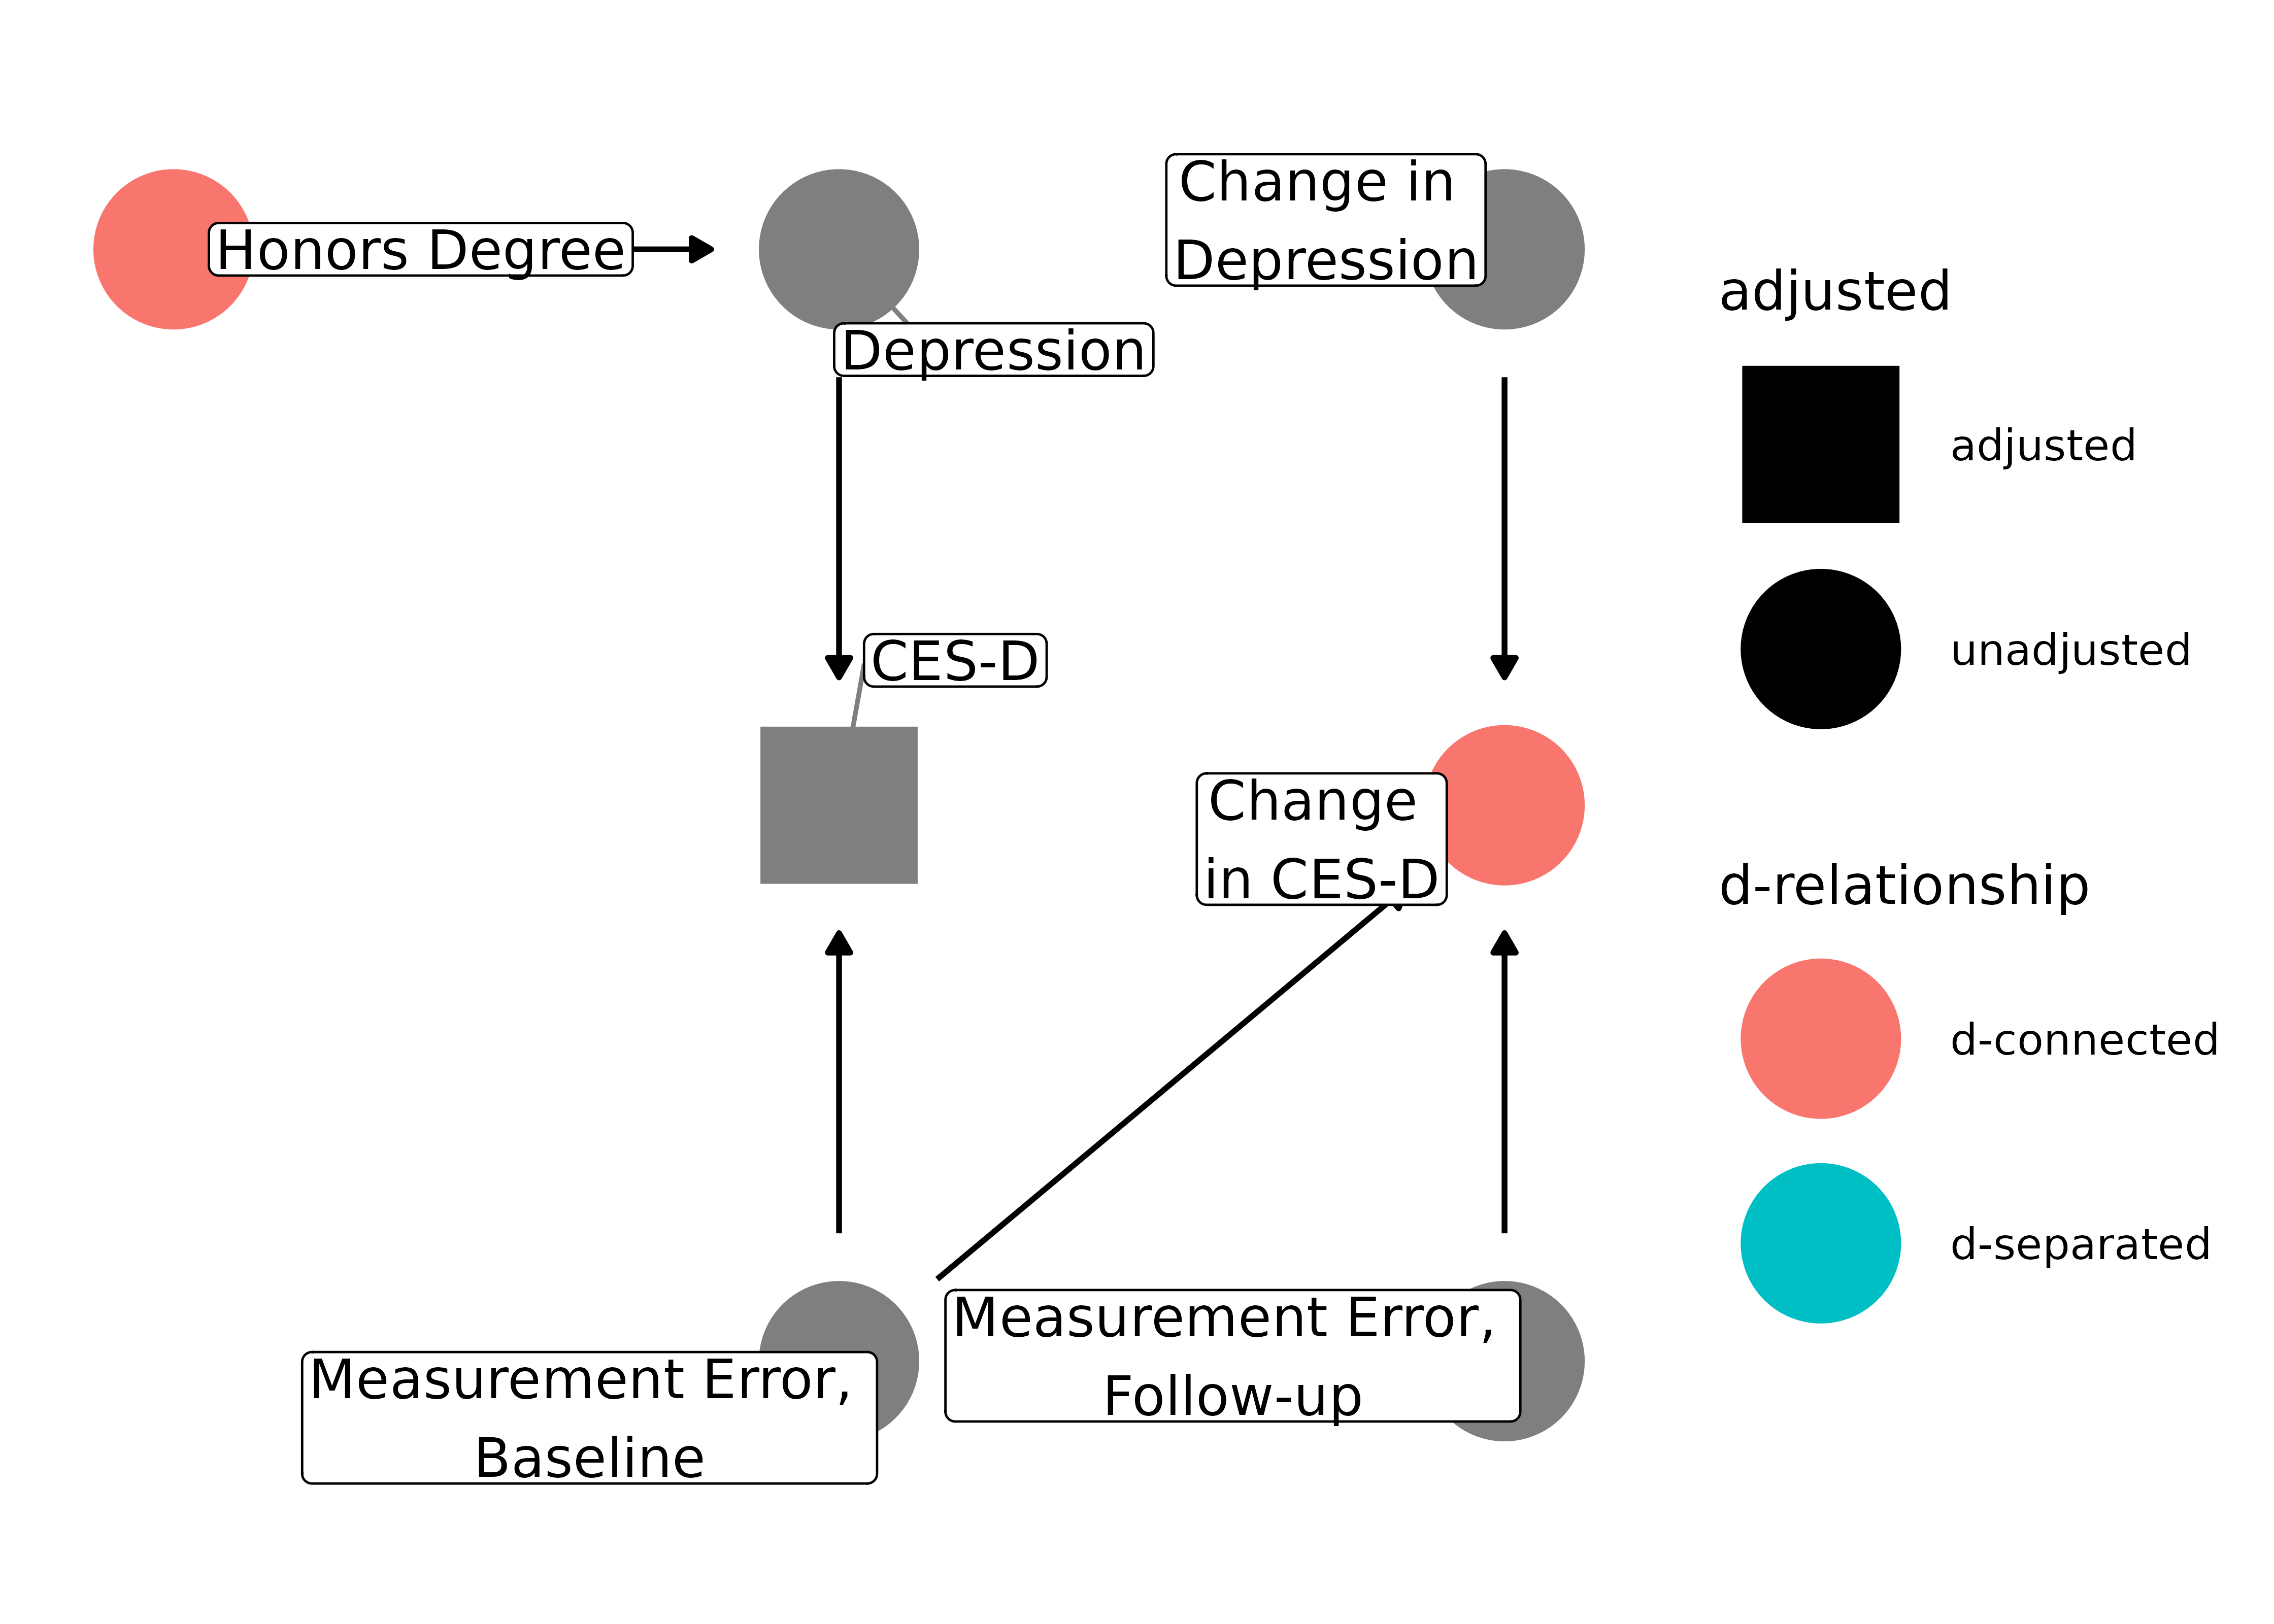 Honors Degree
Depression
Change in
Depression
CES-D
Change
in CES-D
Measurement Error,
Baseline
Measurement Error,
Follow-up
adjusted
adjusted
unadjusted
d-relationship
d-connected
d-separated